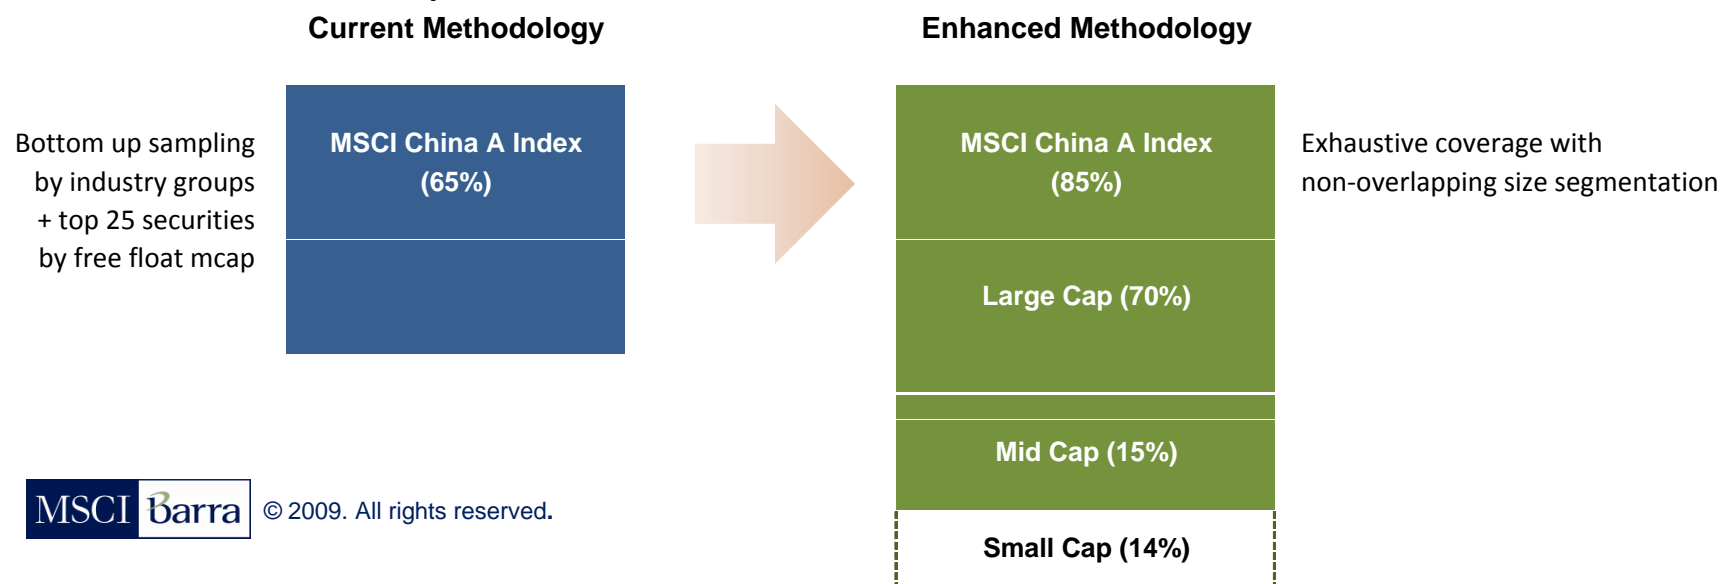 Current Methodology
Enhanced Methodology
Bottom up sampling
by industry groups
+ top 25 securities
by free float mcap
MSCI China A Index
(65%)
MSCI China A Index
(85%)
Exhaustive coverage with
non-overlapping size segmentation
Large Cap (70%)
Mid Cap (15%)
Small Cap (14%)
MSCI Barra © 2009. All rights reserved.